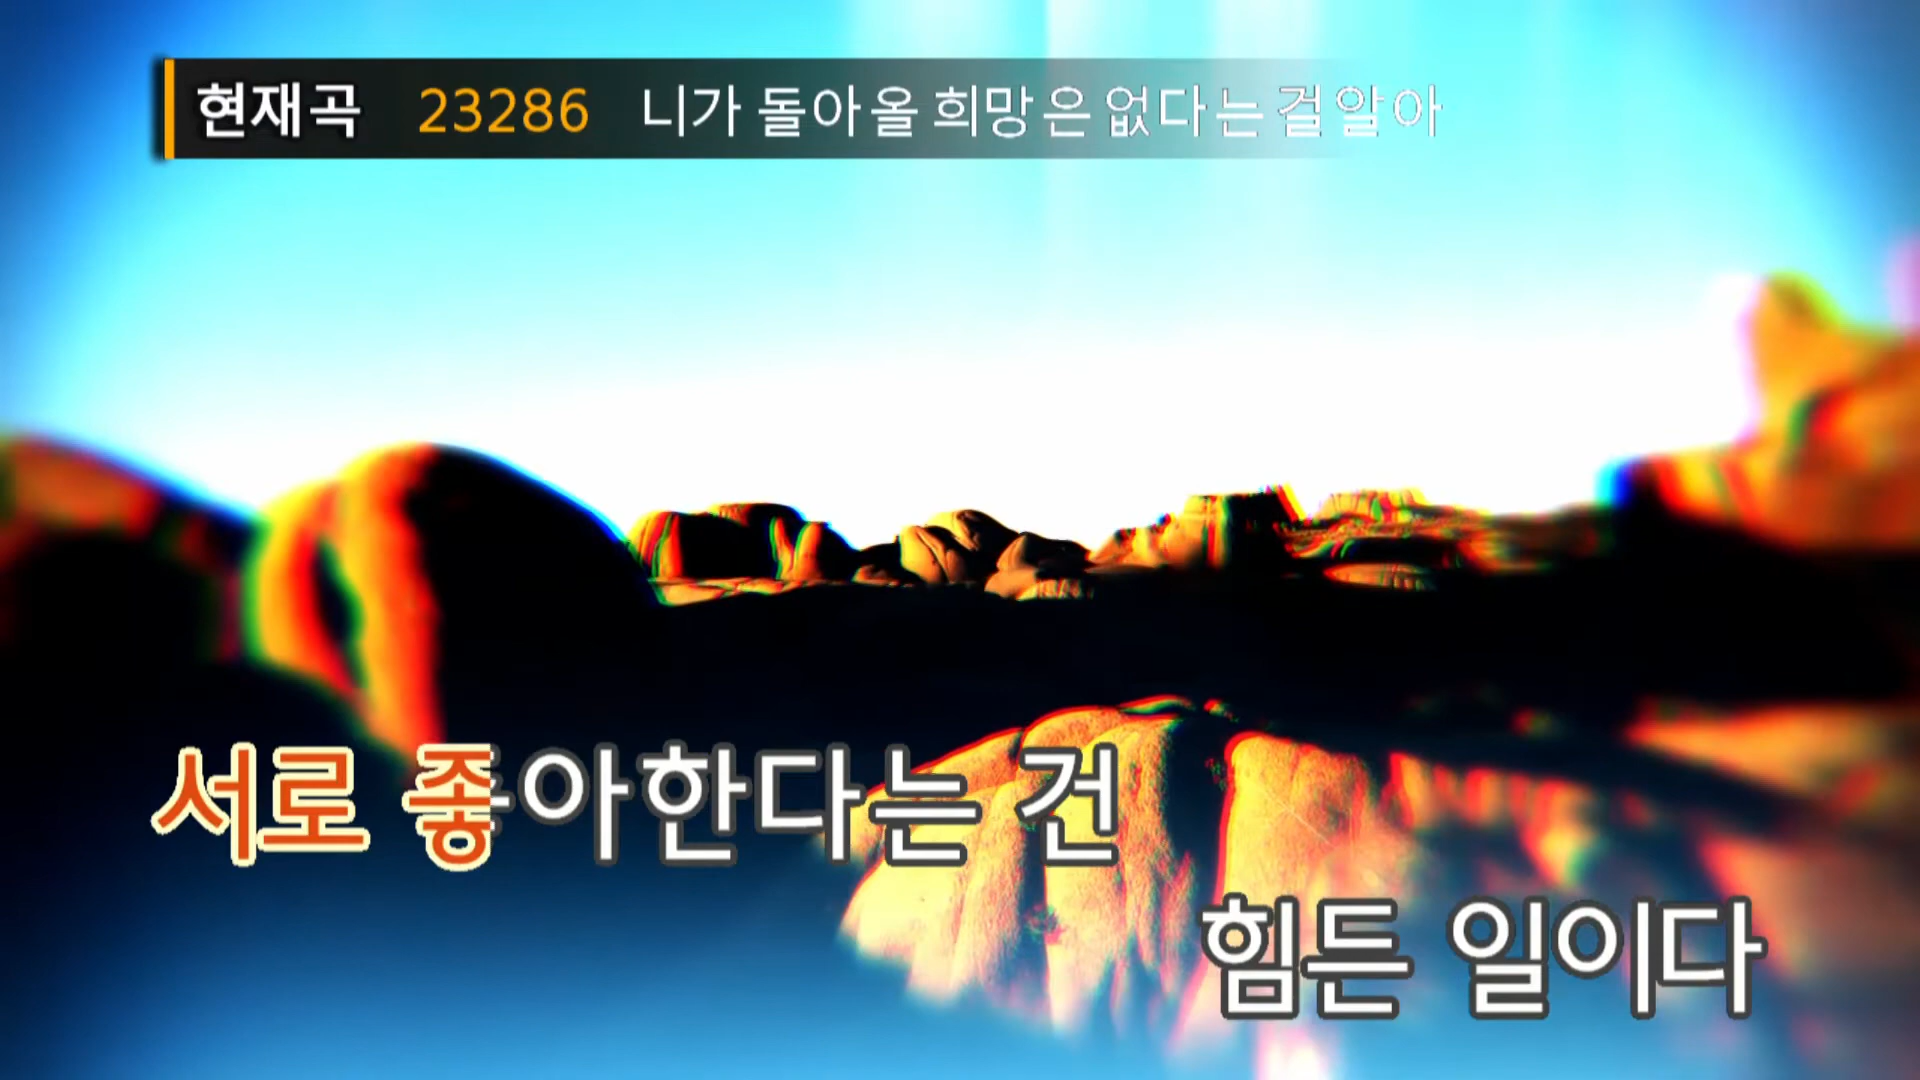 현재곡 23286 니가 돌아올 희망은 없다는걸알아
서로 좋아한다는 건
힘든 일이다